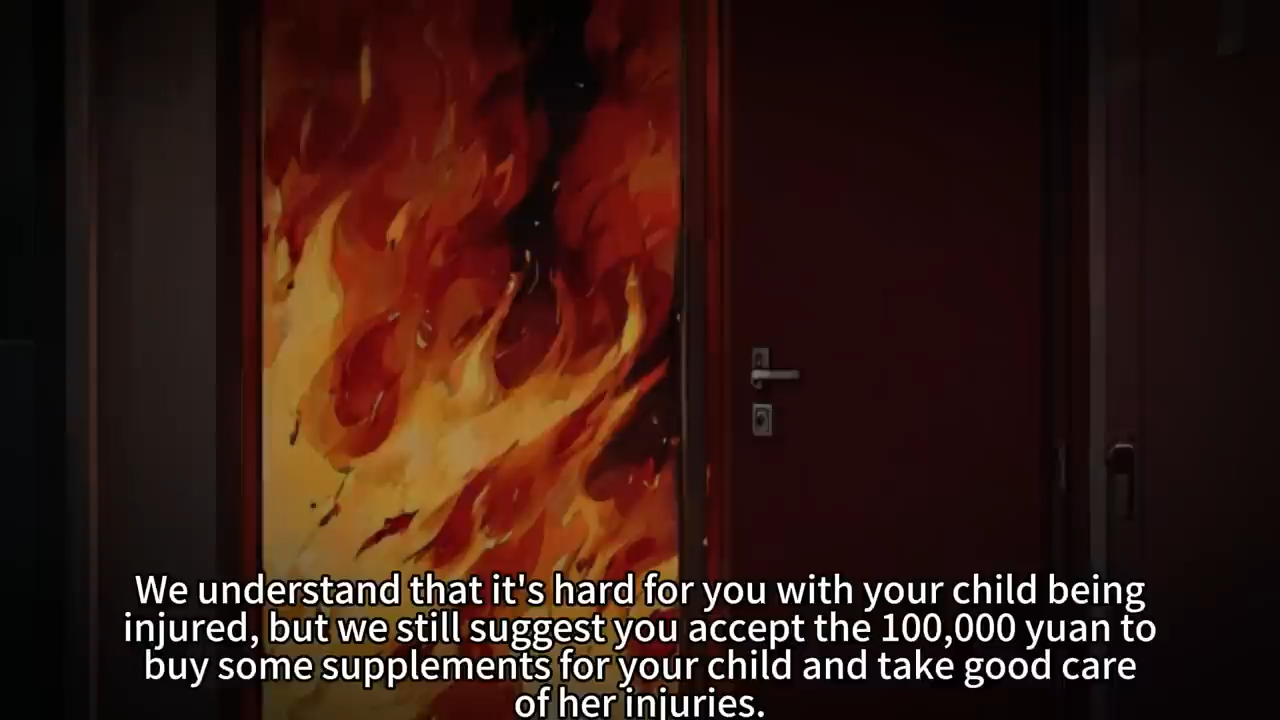 We understand that it's hard for you with your child being
injured, but we still suggest you accept the 100,000 yuan to
buy some supplements for your child and take good care
of her injuries.